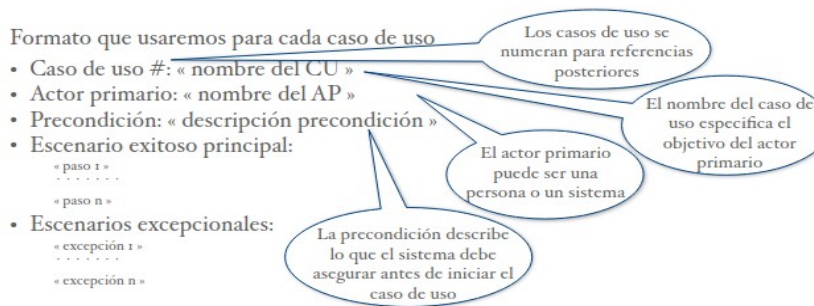 Formato que usaremos para cada caso de uso
• Caso de uso #: « nombre del CU »
• Actor primario: « nombre del AP »
• Precondición: « descripción precondición »
• Escenario exitoso principal:
« paso 1 »
. . . . . . .
« paso n »
• Escenarios excepcionales:
« excepción 1 »
. . . . . . .
« excepción n »
Los casos de uso se
numeran para referencias
posteriores
El nombre del caso de
uso especifica el
objetivo del actor
primario
El actor primario
puede ser una
persona o un sistema
La precondición describe
lo que el sistema debe
asegurar antes de iniciar el
caso de uso